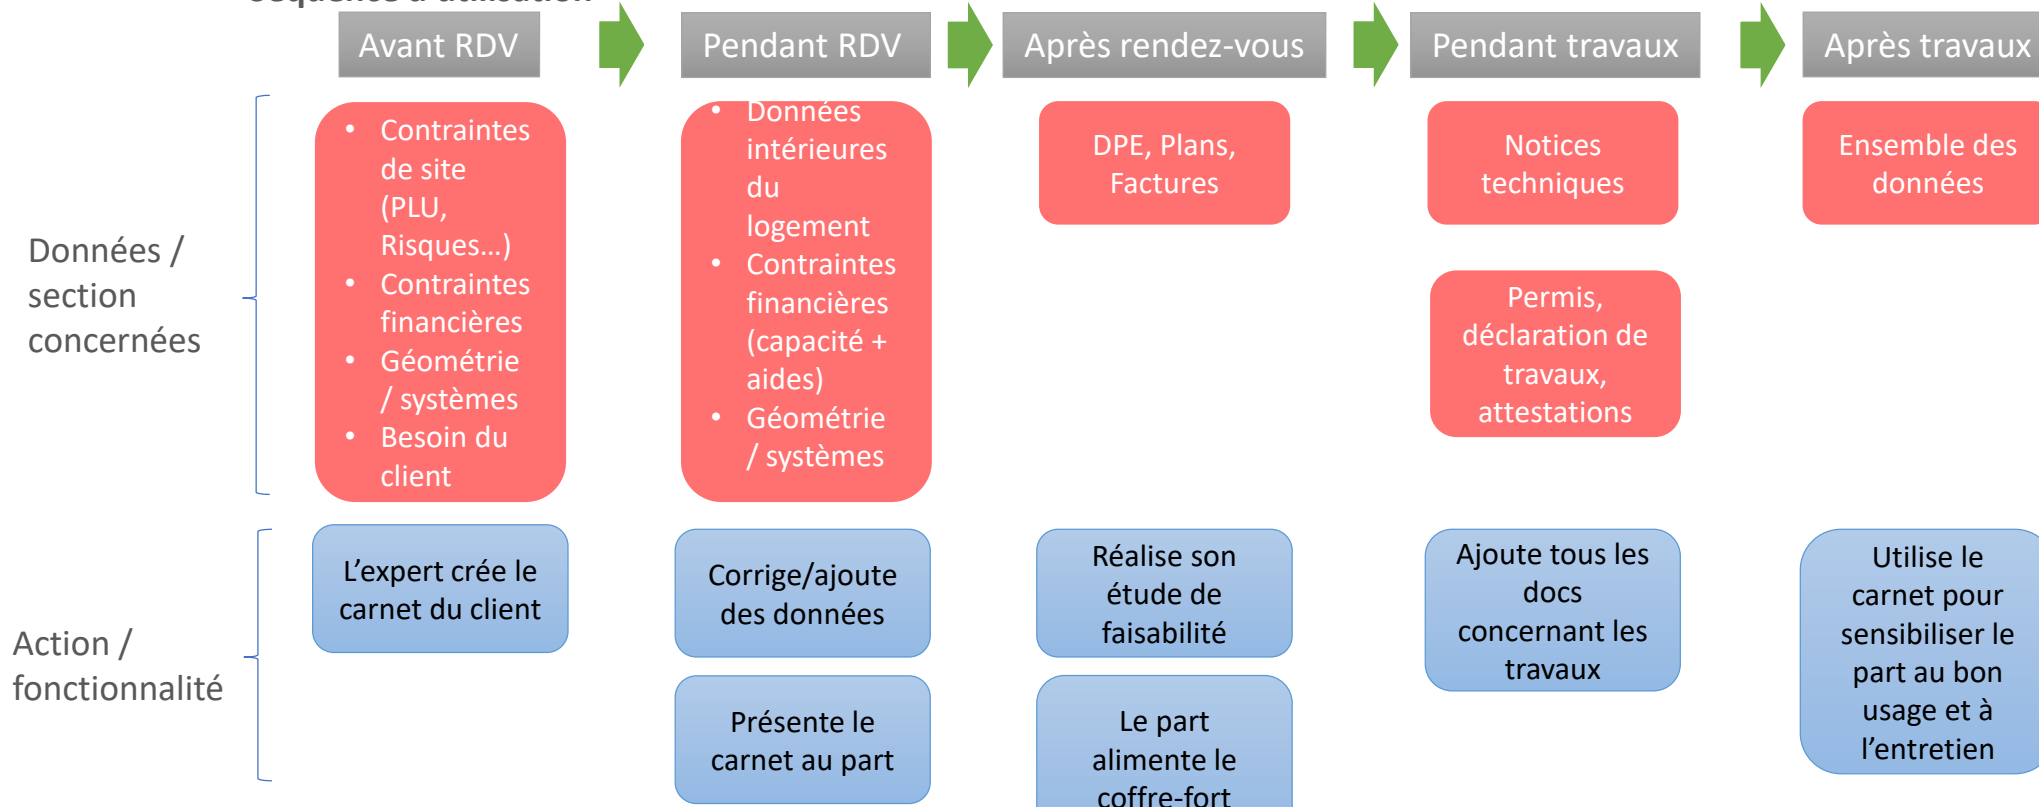 Séquence d'utilisation
Avant RDV
Pendant RDV
Après rendez-vous
Pendant travaux
Après travaux
Données /
section
concernées
• Contraintes
de site
(PLU,
Risques…)
• Contraintes
financières
• Géométrie
/ systèmes
• Besoin du
client
• Données
intérieures
du
logement
• Contraintes
financières
(capacité +
aides)
• Géométrie
/ systèmes
DPE, Plans,
Factures
Notices
techniques
Permis,
déclaration de
travaux,
attestations
Ensemble des
données
Action /
fonctionnalité
L’expert crée le
carnet du client
Corrige/ajoute
des données
Présente le
carnet au part
Réalise son
étude de
faisabilité
Le part
alimente le
coffre-fort
Ajoute tous les
docs
concernant les
travaux
Utilise le
carnet pour
sensibiliser le
part au bon
usage et à
l’entretien